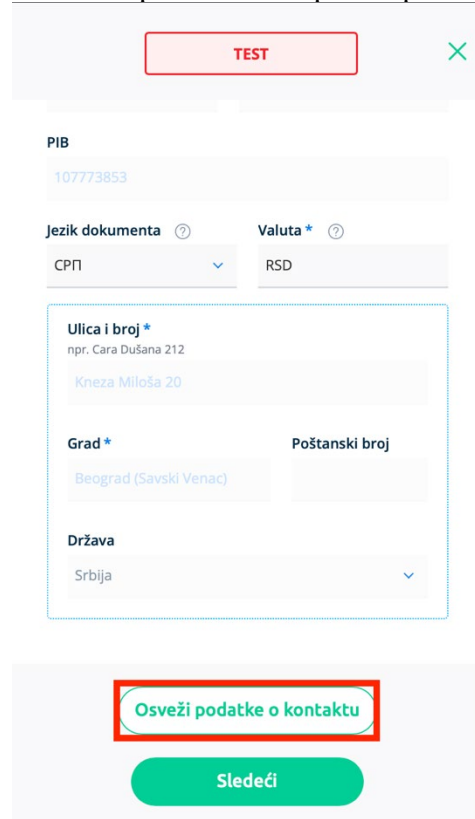 TEST
PIB
107773853
Jezik dokumenta
Valuta *
СРП
RSD
Ulica i broj *
npr. Cara Dušana 212
Kneza Miloša 20
Grad *
Poštanski broj
Beograd (Savski Venac)
Država
Srbija
Osveži podatke o kontaktu
Sledeći